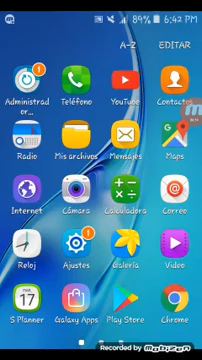 89% 6:42 PM
A-Z EDITAR
Administrad
or...
Teléfono
YouTube
Contactos
Radio
Mis archivos
Mensajes
Maps
Internet
Cámara
Calculadora
Correo
Reloj
Ajustes
Galería
Video
17
S Planner
Galaxy Apps
Play Store
Chrome
Recorded by
Mobizen